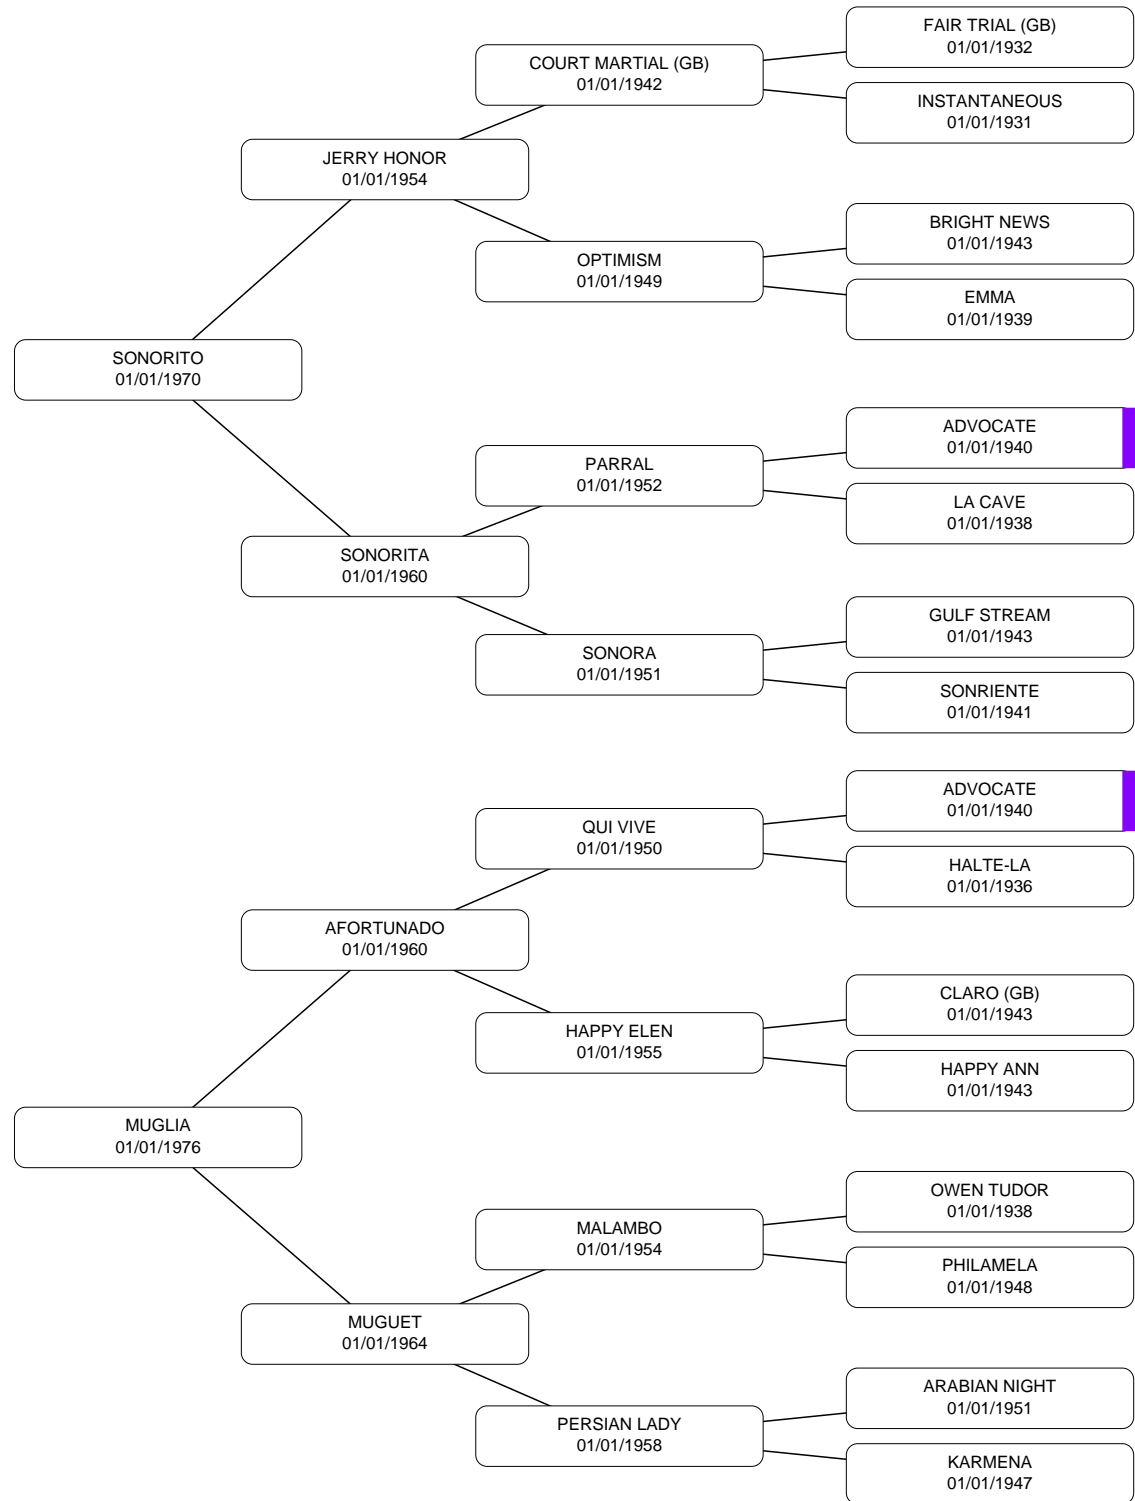 FAIR TRIAL (GB)
01/01/1932
COURT MARTIAL (GB)
01/01/1942
INSTANTANEOUS
01/01/1931
JERRY HONOR
01/01/1954
BRIGHT NEWS
01/01/1943
OPTIMISM
01/01/1949
EMMA
01/01/1939
SONORITO
01/01/1970
ADVOCATE
01/01/1940
PARRAL
01/01/1952
LA CAVE
01/01/1938
SONORITA
01/01/1960
GULF STREAM
01/01/1943
SONORA
01/01/1951
SONRIENTE
01/01/1941
ADVOCATE
01/01/1940
QUI VIVE
01/01/1950
HALTE-LA
01/01/1936
AFORTUNADO
01/01/1960
CLARO (GB)
01/01/1943
HAPPY ELEN
01/01/1955
HAPPY ANN
01/01/1943
MUGLIA
01/01/1976
OWEN TUDOR
01/01/1938
MALAMBO
01/01/1954
PHILAMELA
01/01/1948
MUGUET
01/01/1964
ARABIAN NIGHT
01/01/1951
PERSIAN LADY
01/01/1958
KARMENA
01/01/1947